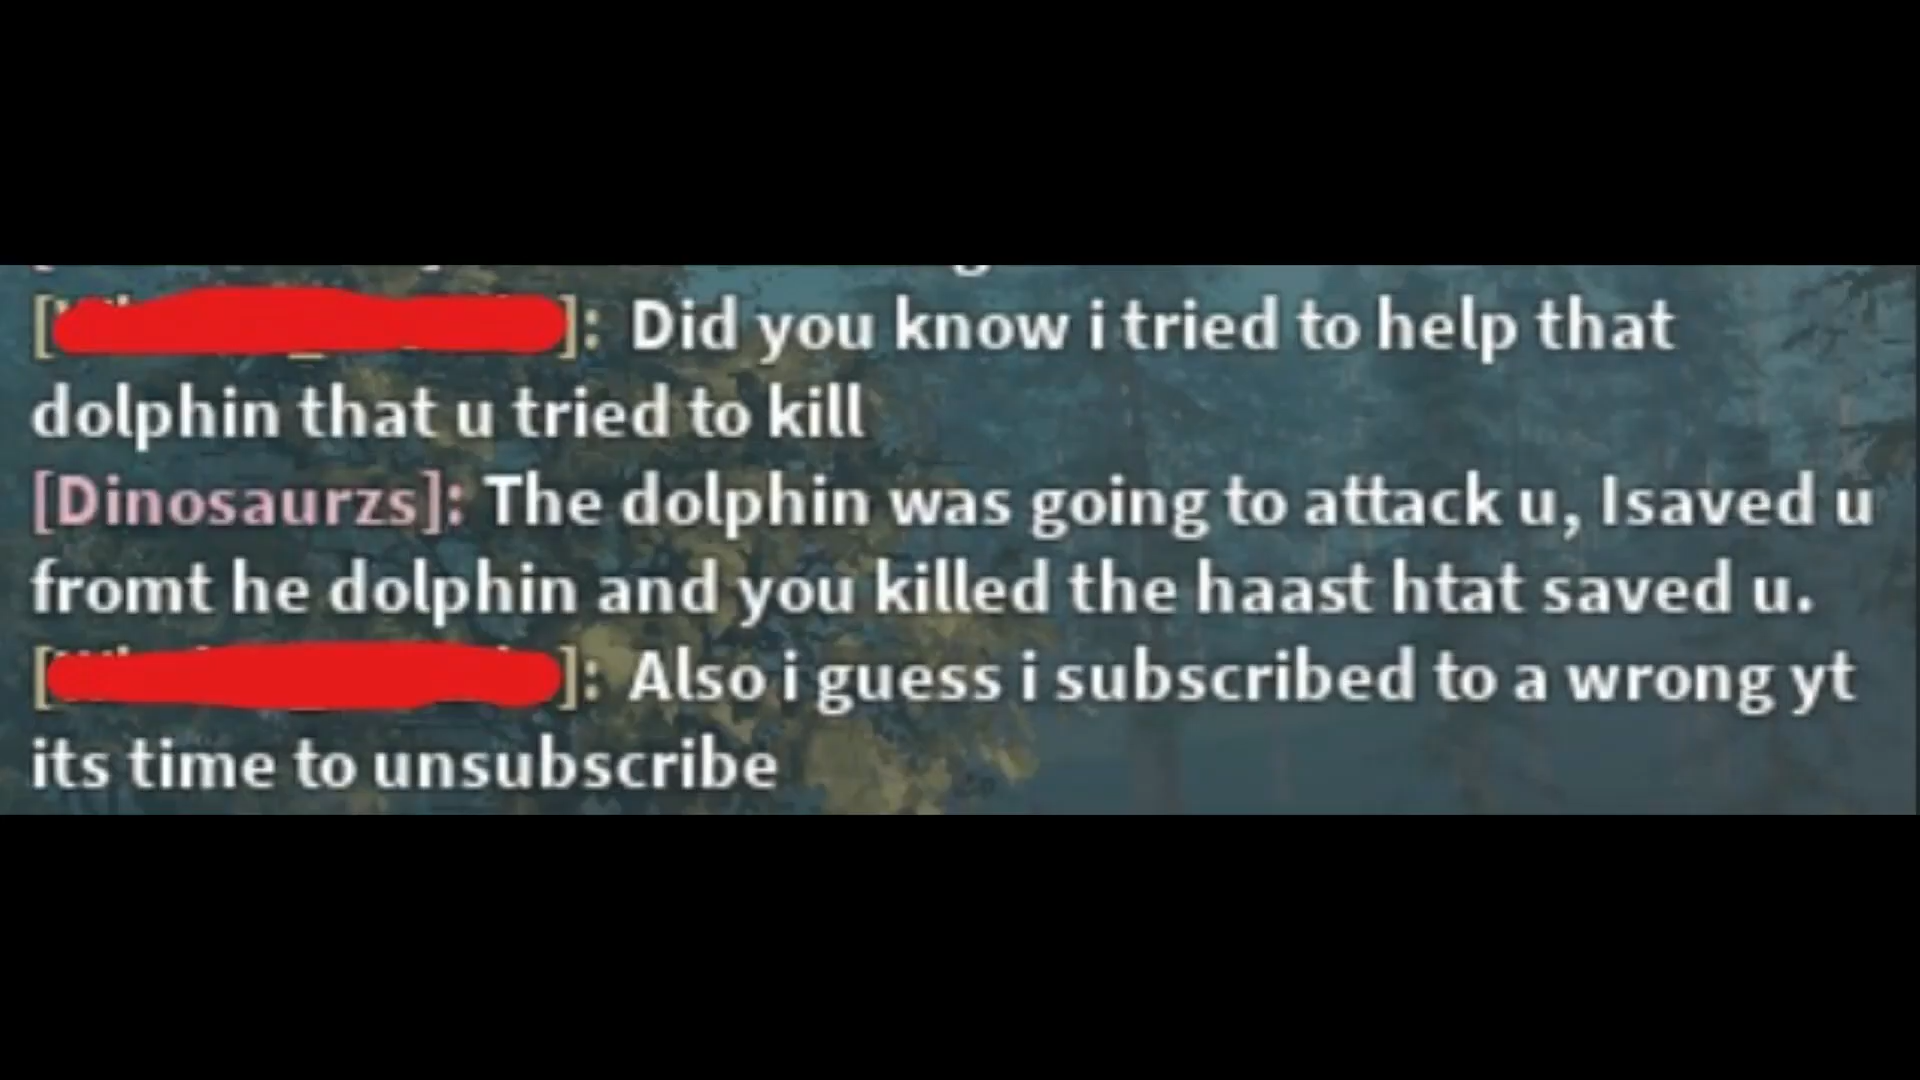 [ ]: Did you know i tried to help that
dolphin that u tried to kill
[Dinosaurzs]: The dolphin was going to attack u, Isaved u
fromt he dolphin and you killed the haast htat saved u.
[ ]: Also i guess i subscribed to a wrong yt
its time to unsubscribe